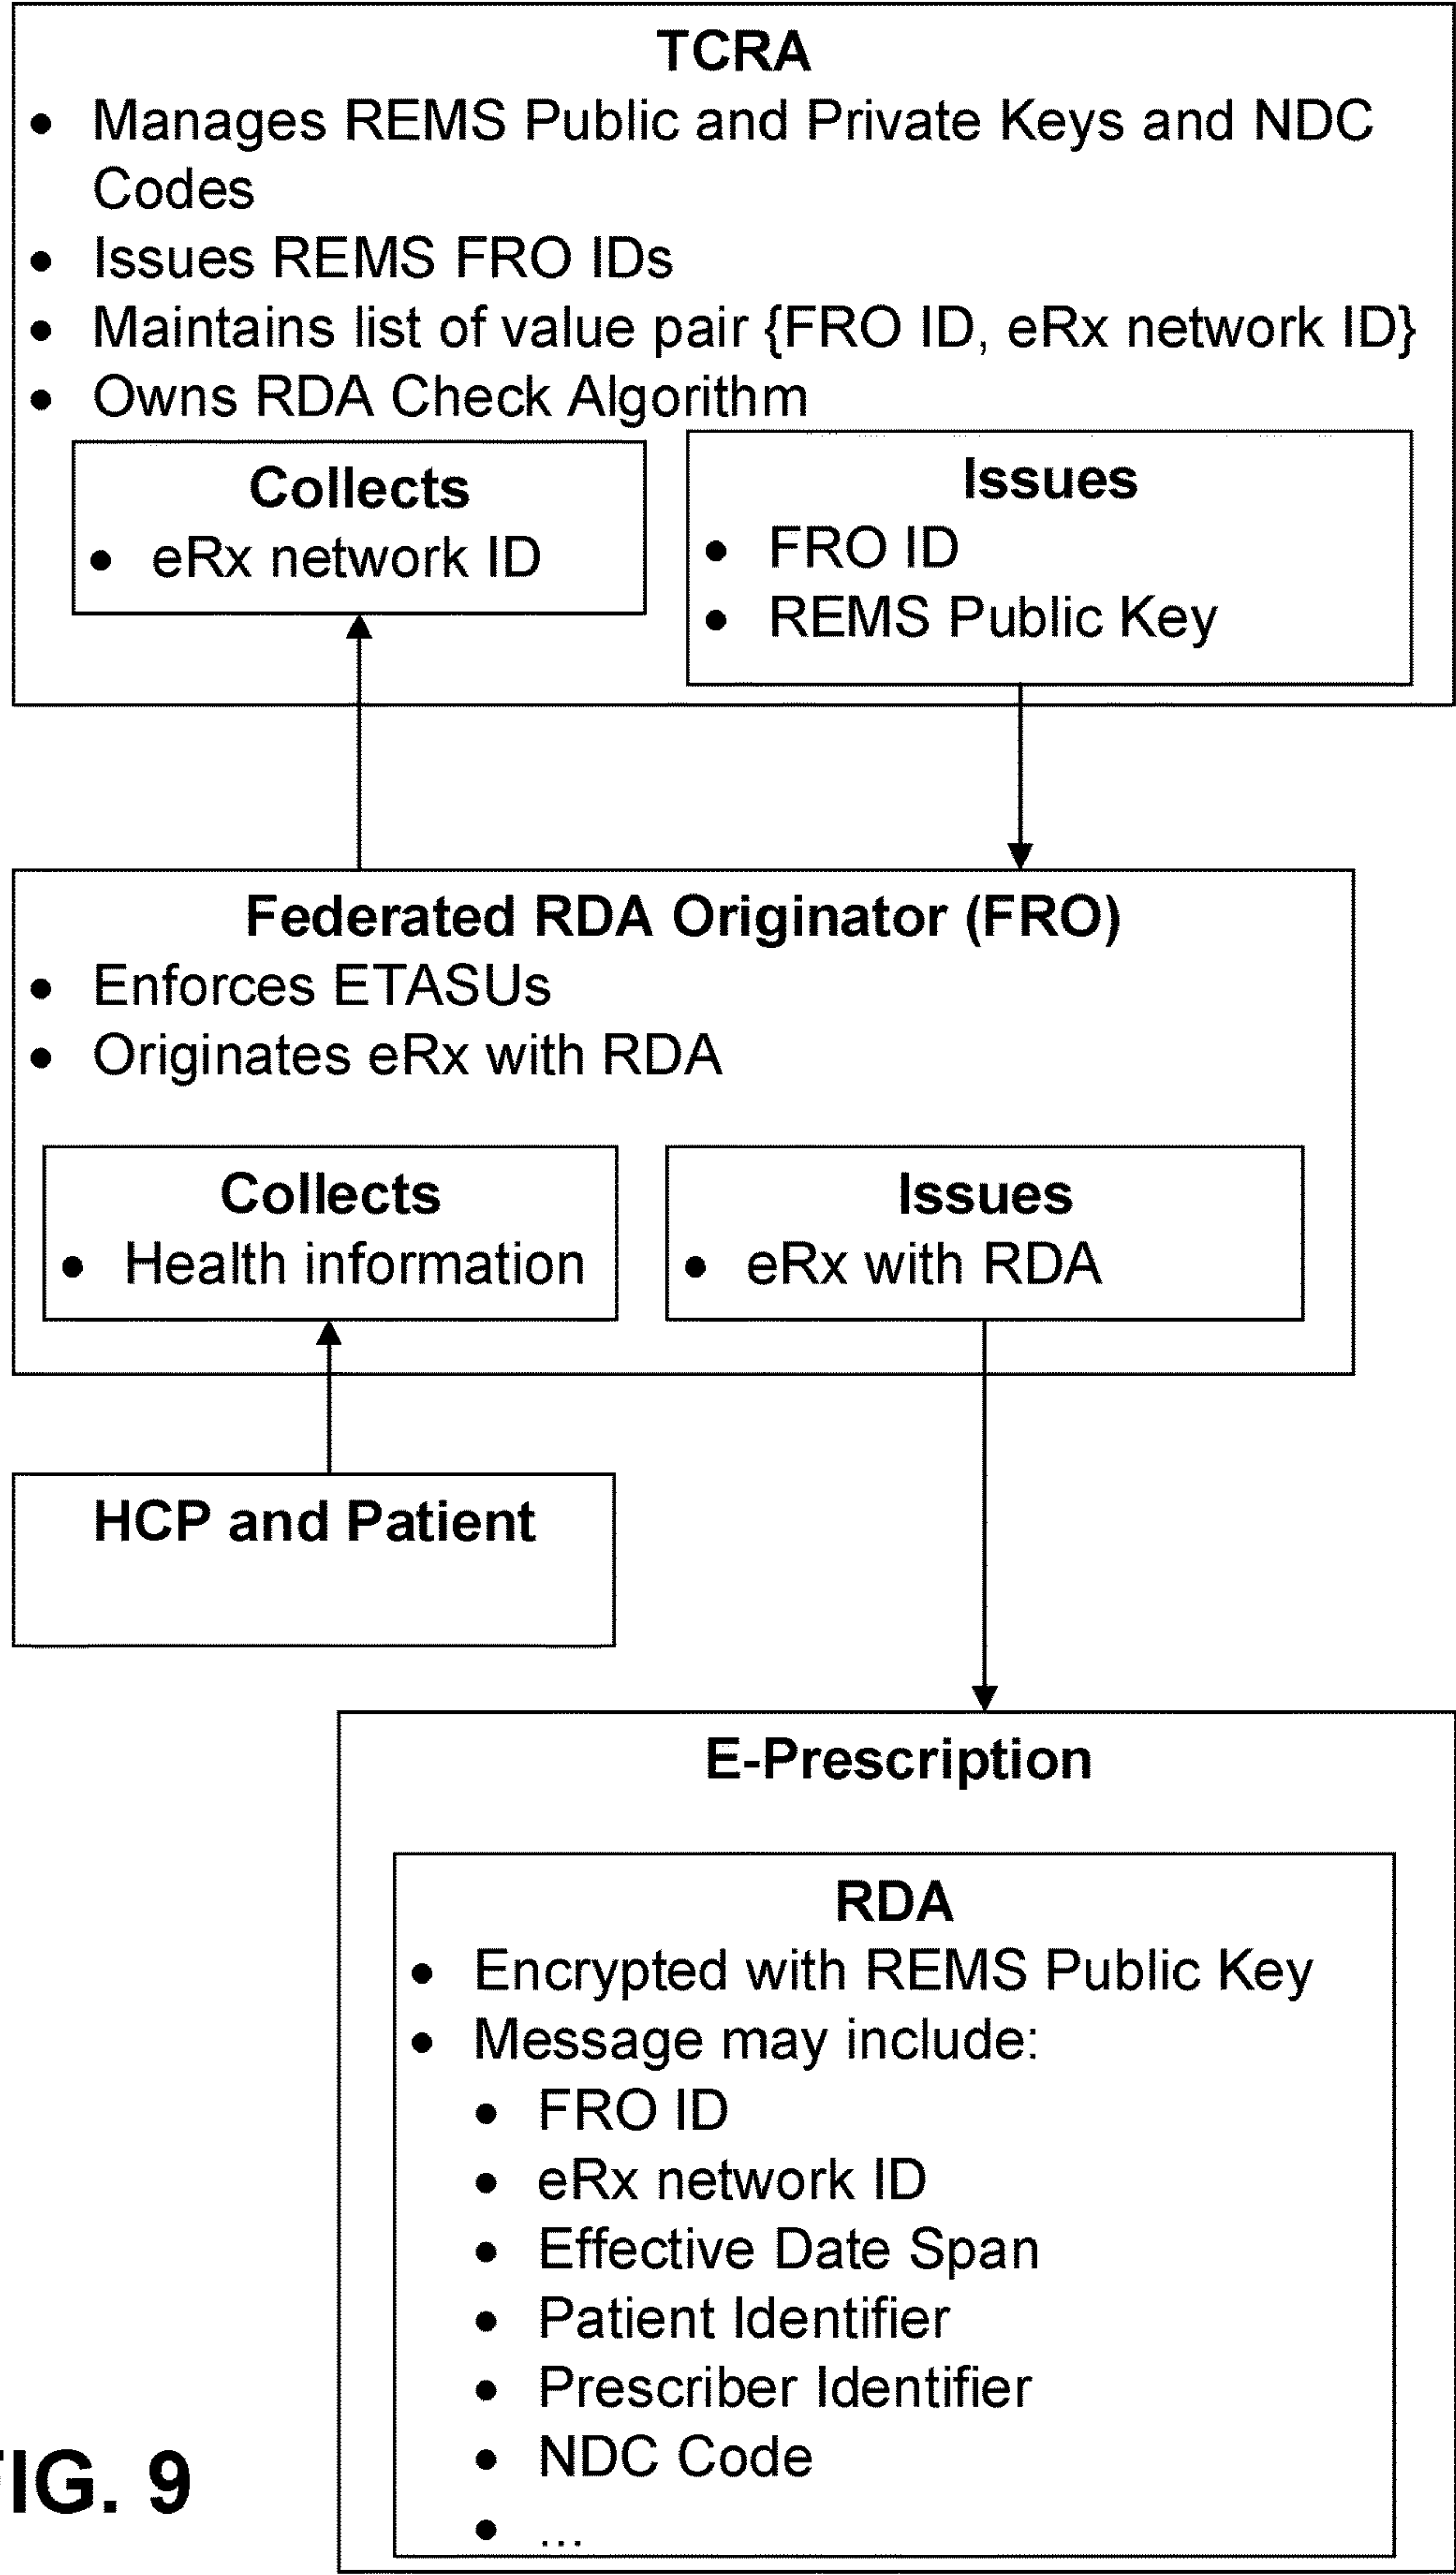 TCRA
• Manages REMS Public and Private Keys and NDC
Codes
• Issues REMS FRO IDs
• Maintains list of value pair {FRO ID, eRx network ID}
• Owns RDA Check Algorithm
Collects
• eRx network ID
Issues
• FRO ID
• REMS Public Key
Federated RDA Originator (FRO)
• Enforces ETASUs
• Originates eRx with RDA
Collects
• Health information
Issues
• eRx with RDA
HCP and Patient
E-Prescription
RDA
• Encrypted with REMS Public Key
• Message may include:
• FRO ID
• eRx network ID
• Effective Date Span
• Patient Identifier
• Prescriber Identifier
• NDC Code
• ...
FIG. 9